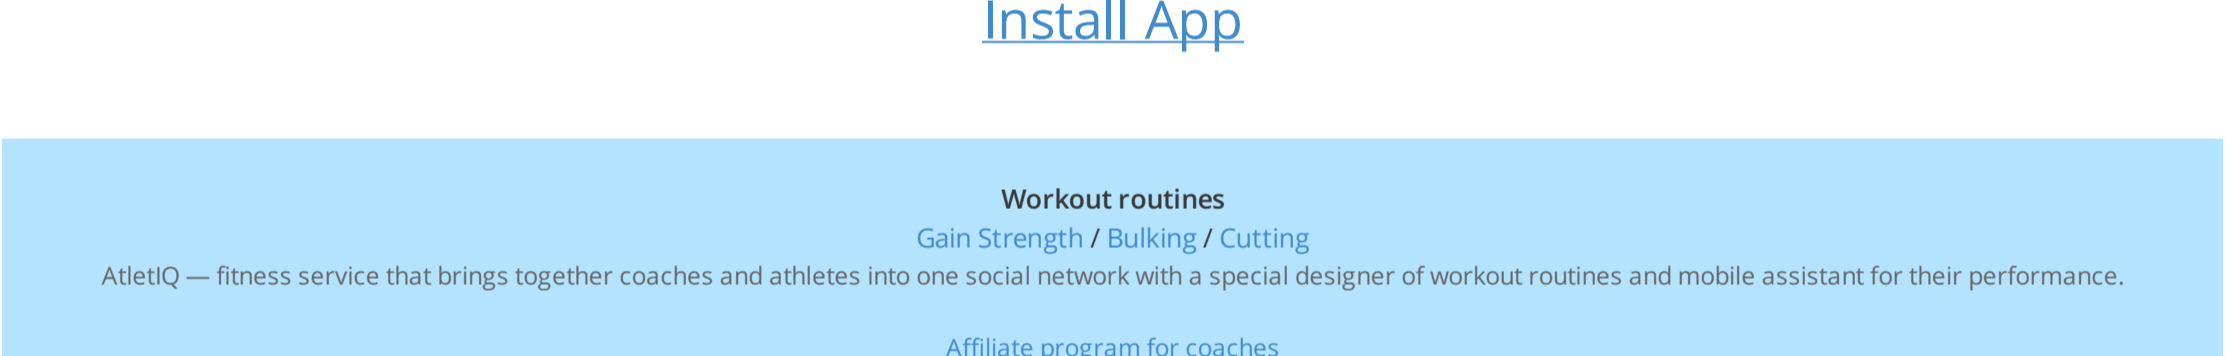 Install App
Workout routines
Gain Strength / Bulking / Cutting
AtletIQ — fitness service that brings together coaches and athletes into one social network with a special designer of workout routines and mobile assistant for their performance.
Affiliate program for coaches